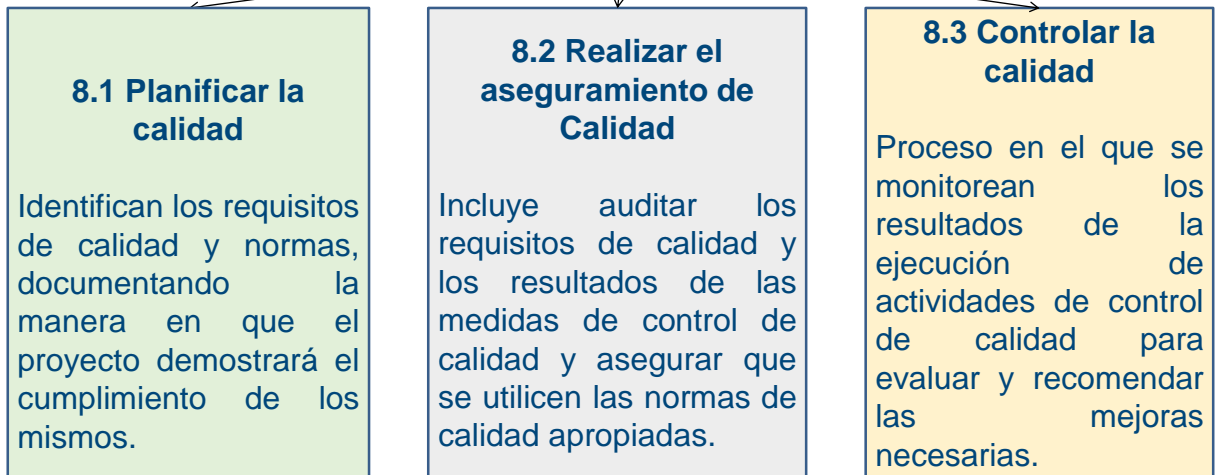 8.1 Planificar la
calidad
Identifican los requisitos
de calidad y normas,
documentando la
manera en que el
proyecto demostrará el
cumplimiento de los
mismos.
8.2 Realizar el
aseguramiento de
Calidad
Incluye auditar los
requisitos de calidad y
los resultados de las
medidas de control de
calidad y asegurar que
se utilicen las normas de
calidad apropiadas.
8.3 Controlar la
calidad
Proceso en el que se
monitorean los
resultados de la
ejecución de
actividades de control
de calidad para
evaluar y recomendar
las mejoras
necesarias.